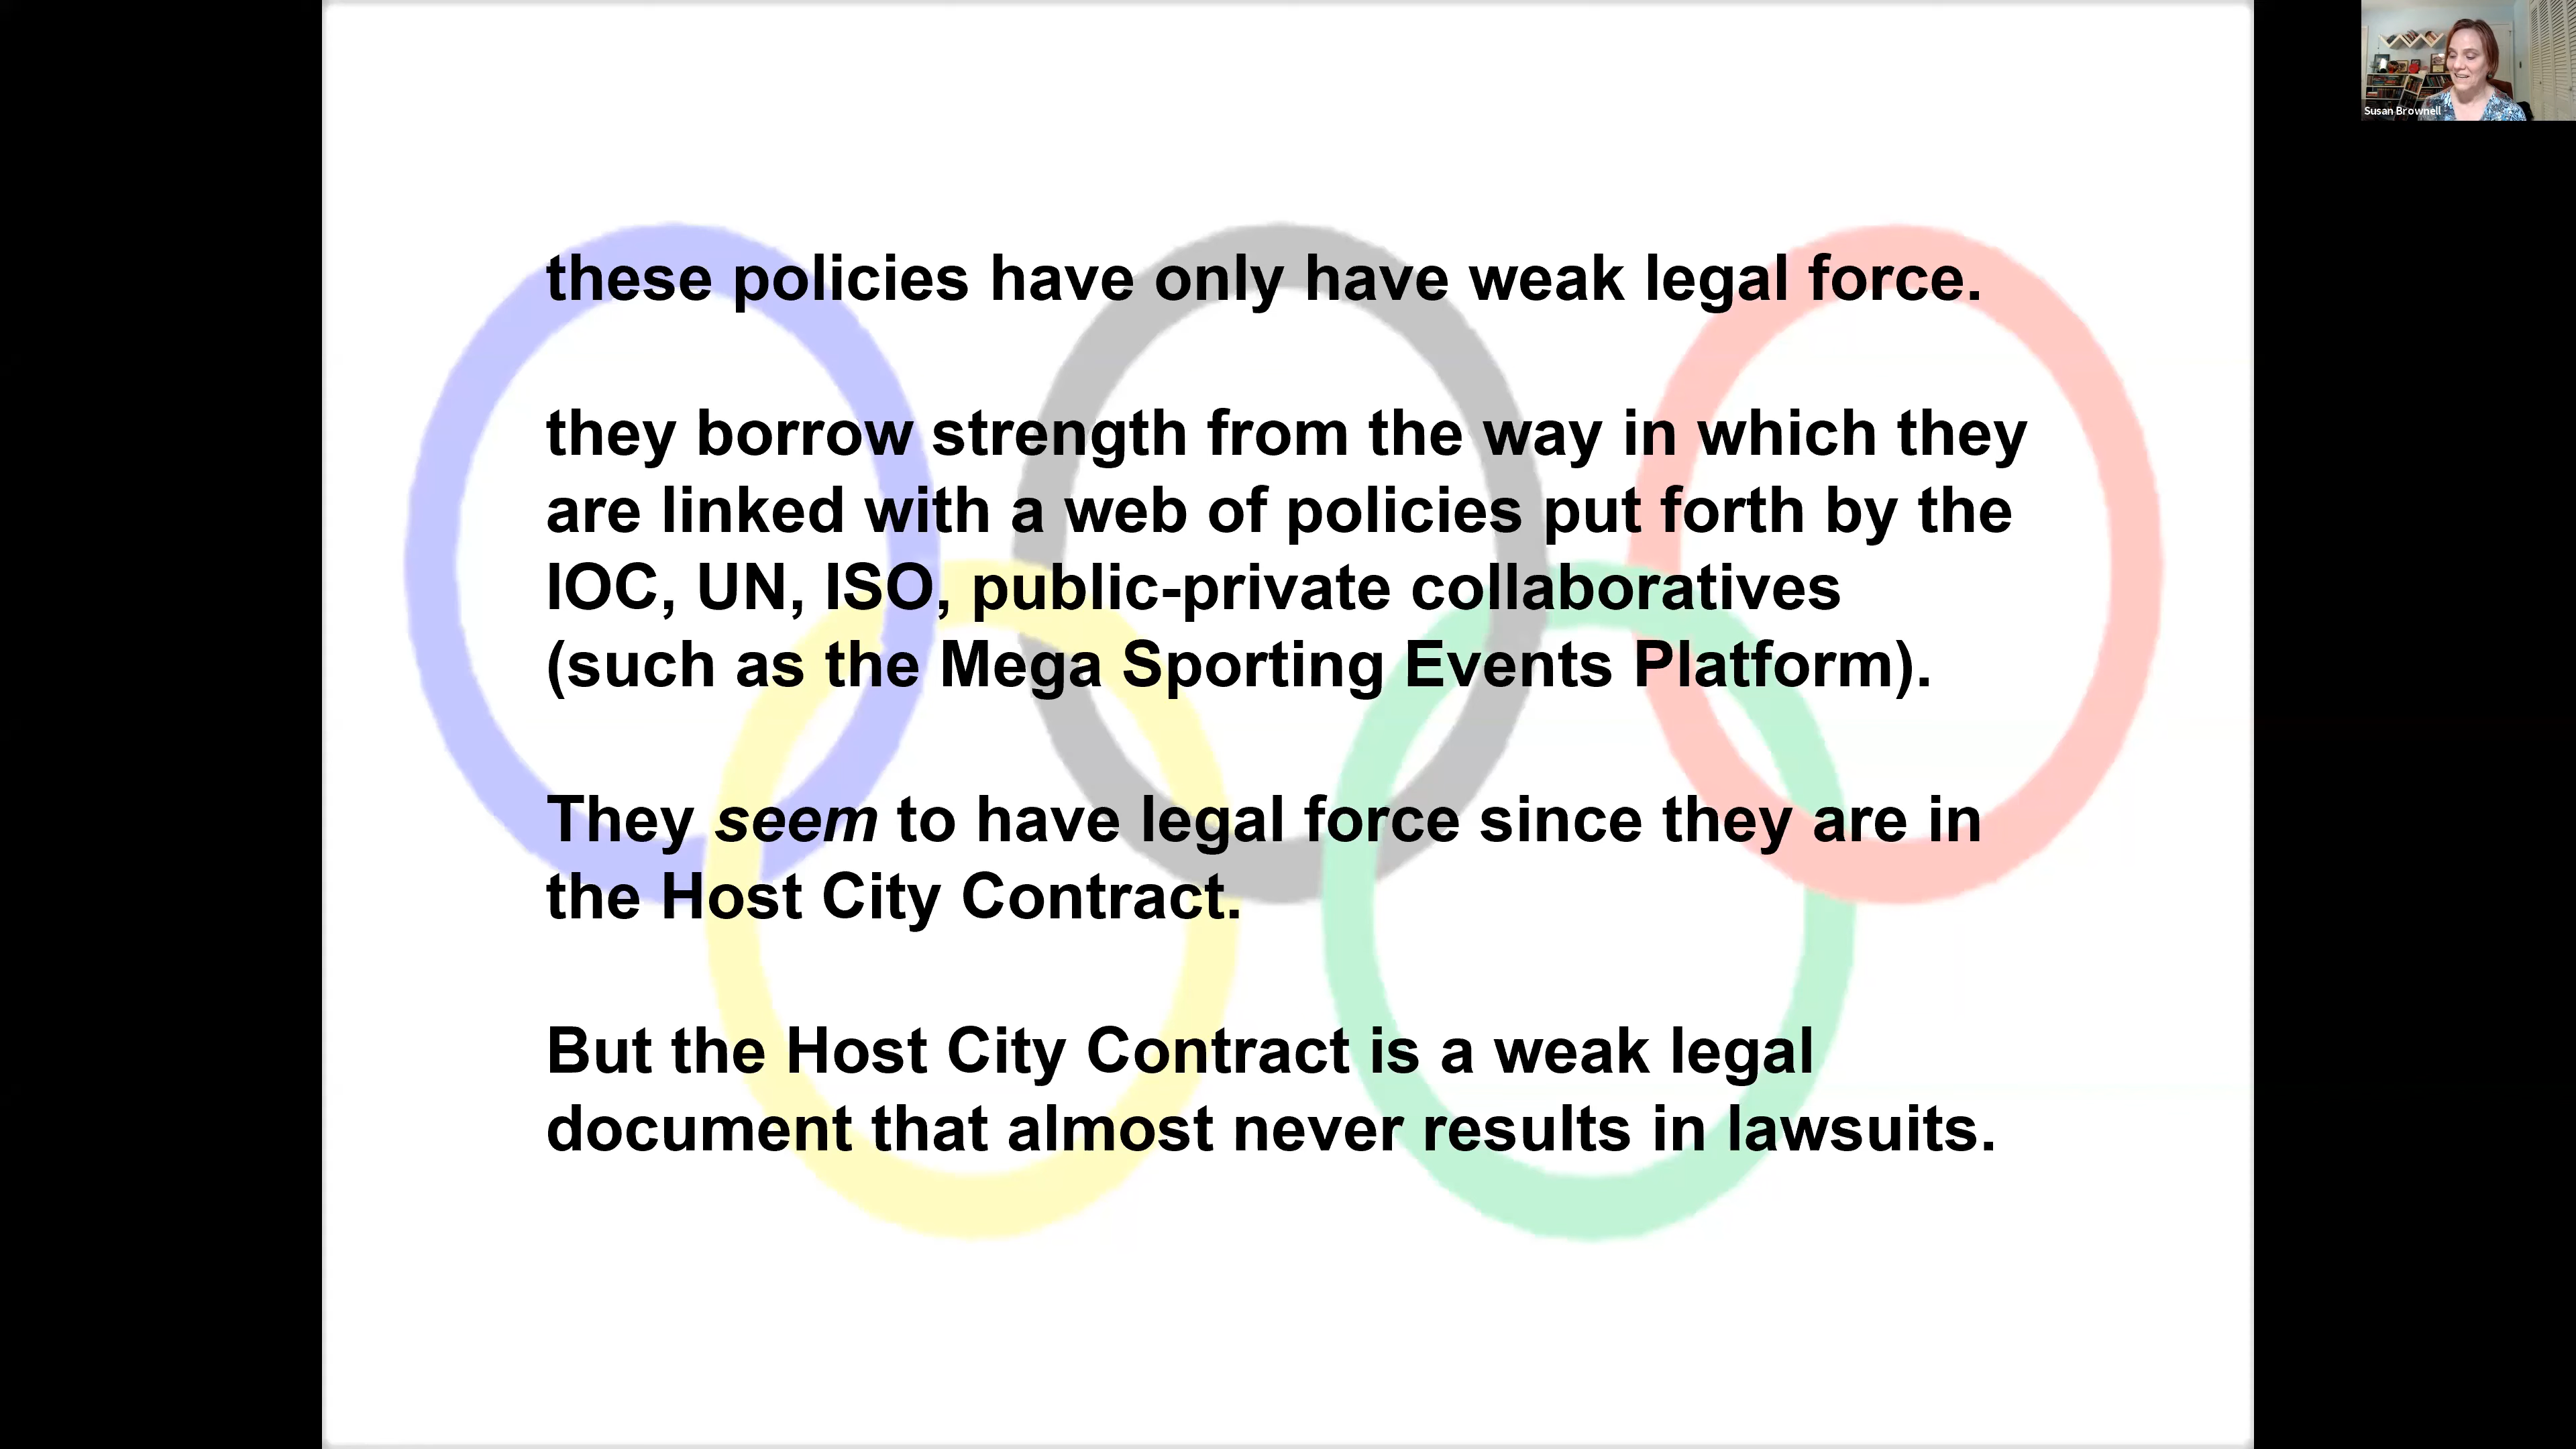 these policies have only have weak legal force.
they borrow strength from the way in which they
are linked with a web of policies put forth by the
IOC, UN, ISO, public-private collaboratives
(such as the Mega Sporting Events Platform).
They seem to have legal force since they are in
the Host City Contract.
But the Host City Contract is a weak legal
document that almost never results in lawsuits.
Susan Brownell